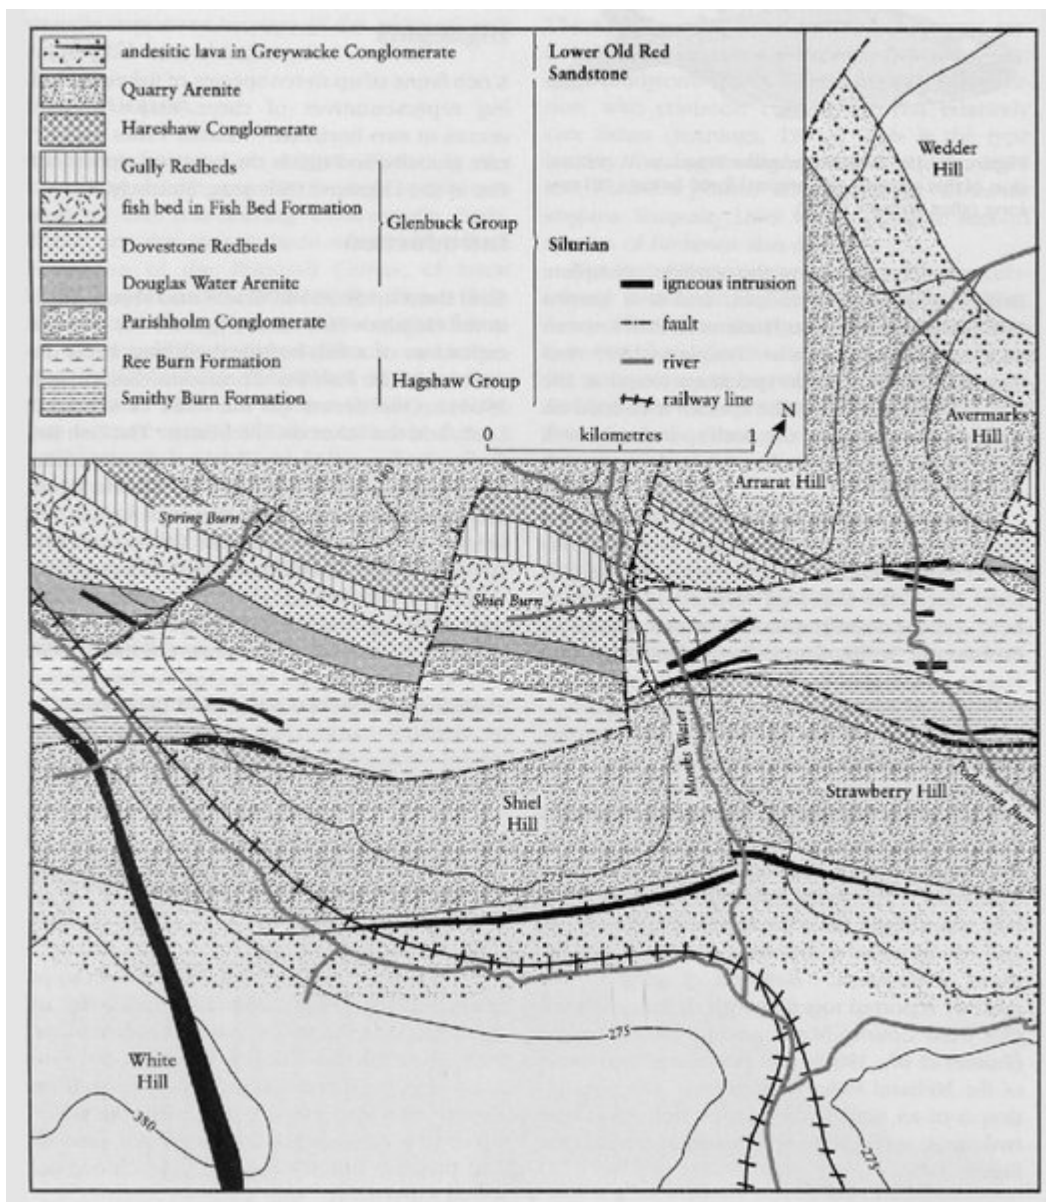 andesitic lava in Greywacke Conglomerate
Quarry Arenite
Hareshaw Conglomerate
Gully Redbeds
fish bed in Fish Bed Formation
Dovestone Redbeds
Douglas Water Arenite
Parishholm Conglomerate
Ree Burn Formation
Smithy Burn Formation
Glenbuck Group
Hagshaw Group
Lower Old Red
Sandstone
Silurian
igneous intrusion
fault
river
railway line
0 kilometres 1
N
Wedder
Hill
Avermarks
Hill
Ararat Hill
Spring Burn
Shiel Burn
Monks Water
Podowrin Burn
Strawberry Hill
Shiel
Hill
275
275
275
275
White
Hill
350